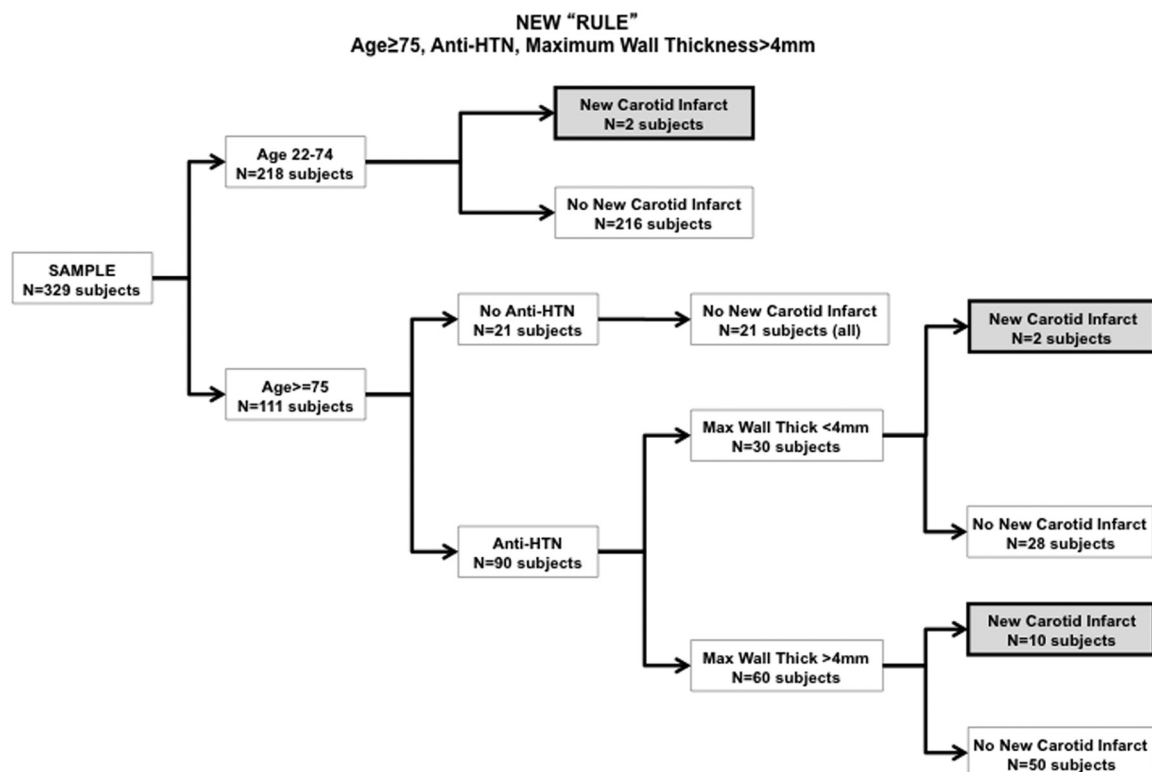 NEW “RULE”
Age≥75, Anti-HTN, Maximum Wall Thickness>4mm
New Carotid Infarct
N=2 subjects
Age 22-74
N=218 subjects
No New Carotid Infarct
N=216 subjects
SAMPLE
N=329 subjects
No Anti-HTN
N=21 subjects
No New Carotid Infarct
N=21 subjects (all)
New Carotid Infarct
N=2 subjects
Age>=75
N=111 subjects
Max Wall Thick <4mm
N=30 subjects
No New Carotid Infarct
N=28 subjects
Anti-HTN
N=90 subjects
New Carotid Infarct
N=10 subjects
Max Wall Thick >4mm
N=60 subjects
No New Carotid Infarct
N=50 subjects